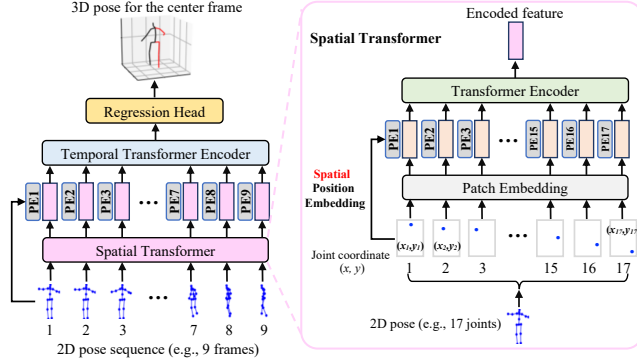 3D pose for the center frame
Regression Head
Temporal Transformer Encoder
PE1 PE2 PE3 ••• PE7 PE8 PE9
Spatial Transformer
•••
1 2 3 7 8 9
2D pose sequence (e.g., 9 frames)
Encoded feature
Spatial Transformer
Transformer Encoder
PE1 PE2 PE3 ••• PE15 PE16 PE17
Spatial
Position
Embedding
Patch Embedding
(x1,y1) (x2,y2) ••• (x17,y17)
Joint coordinate
(x, y)
1 2 3 15 16 17
2D pose (e.g., 17 joints)